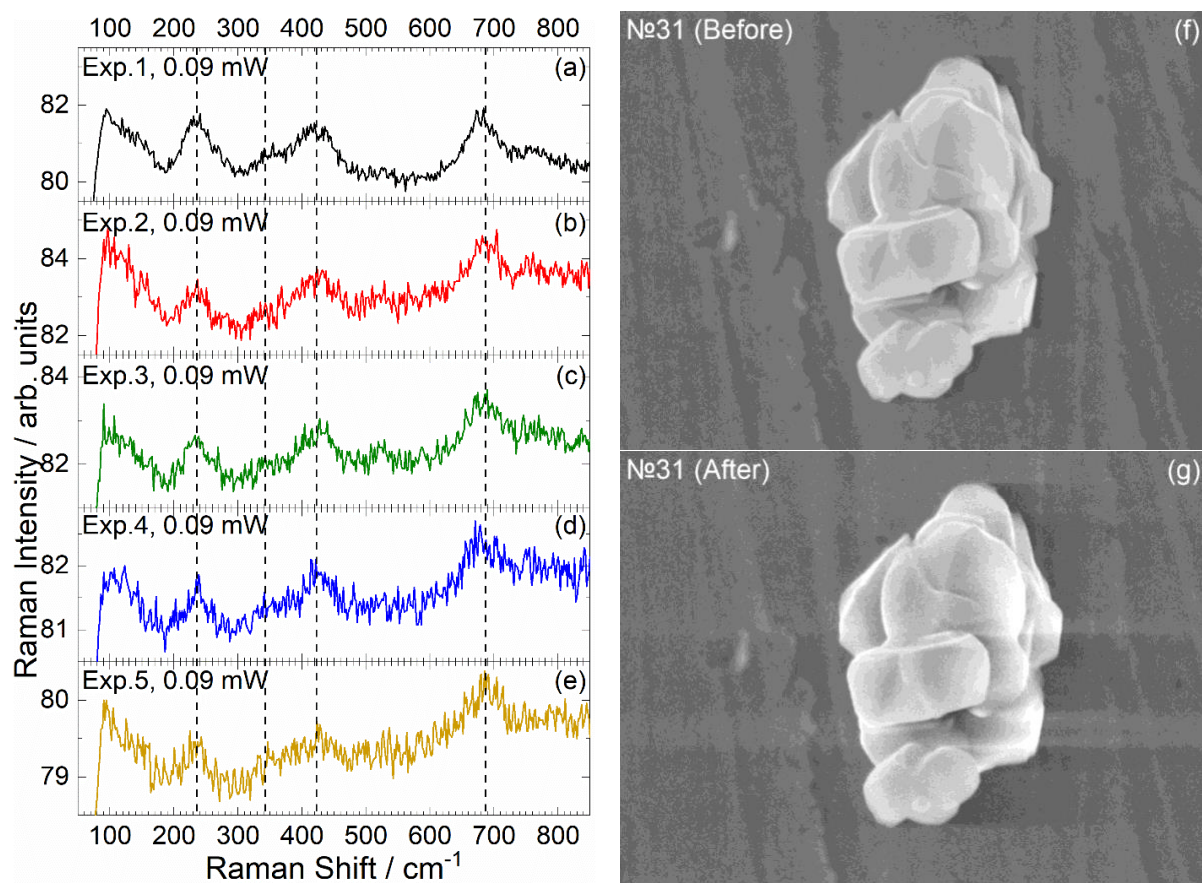 100 200 300 400 500 600 700 800
Exp.1, 0.09 mW (a)
82
80
Exp.2, 0.09 mW (b)
84
82
Exp.3, 0.09 mW (c)
84
82
Exp.4, 0.09 mW (d)
82
81
Exp.5, 0.09 mW (e)
80
79
100 200 300 400 500 600 700 800
Raman Shift / cm⁻¹
Raman Intensity / arb. units
№31 (Before) (f)
№31 (After) (g)